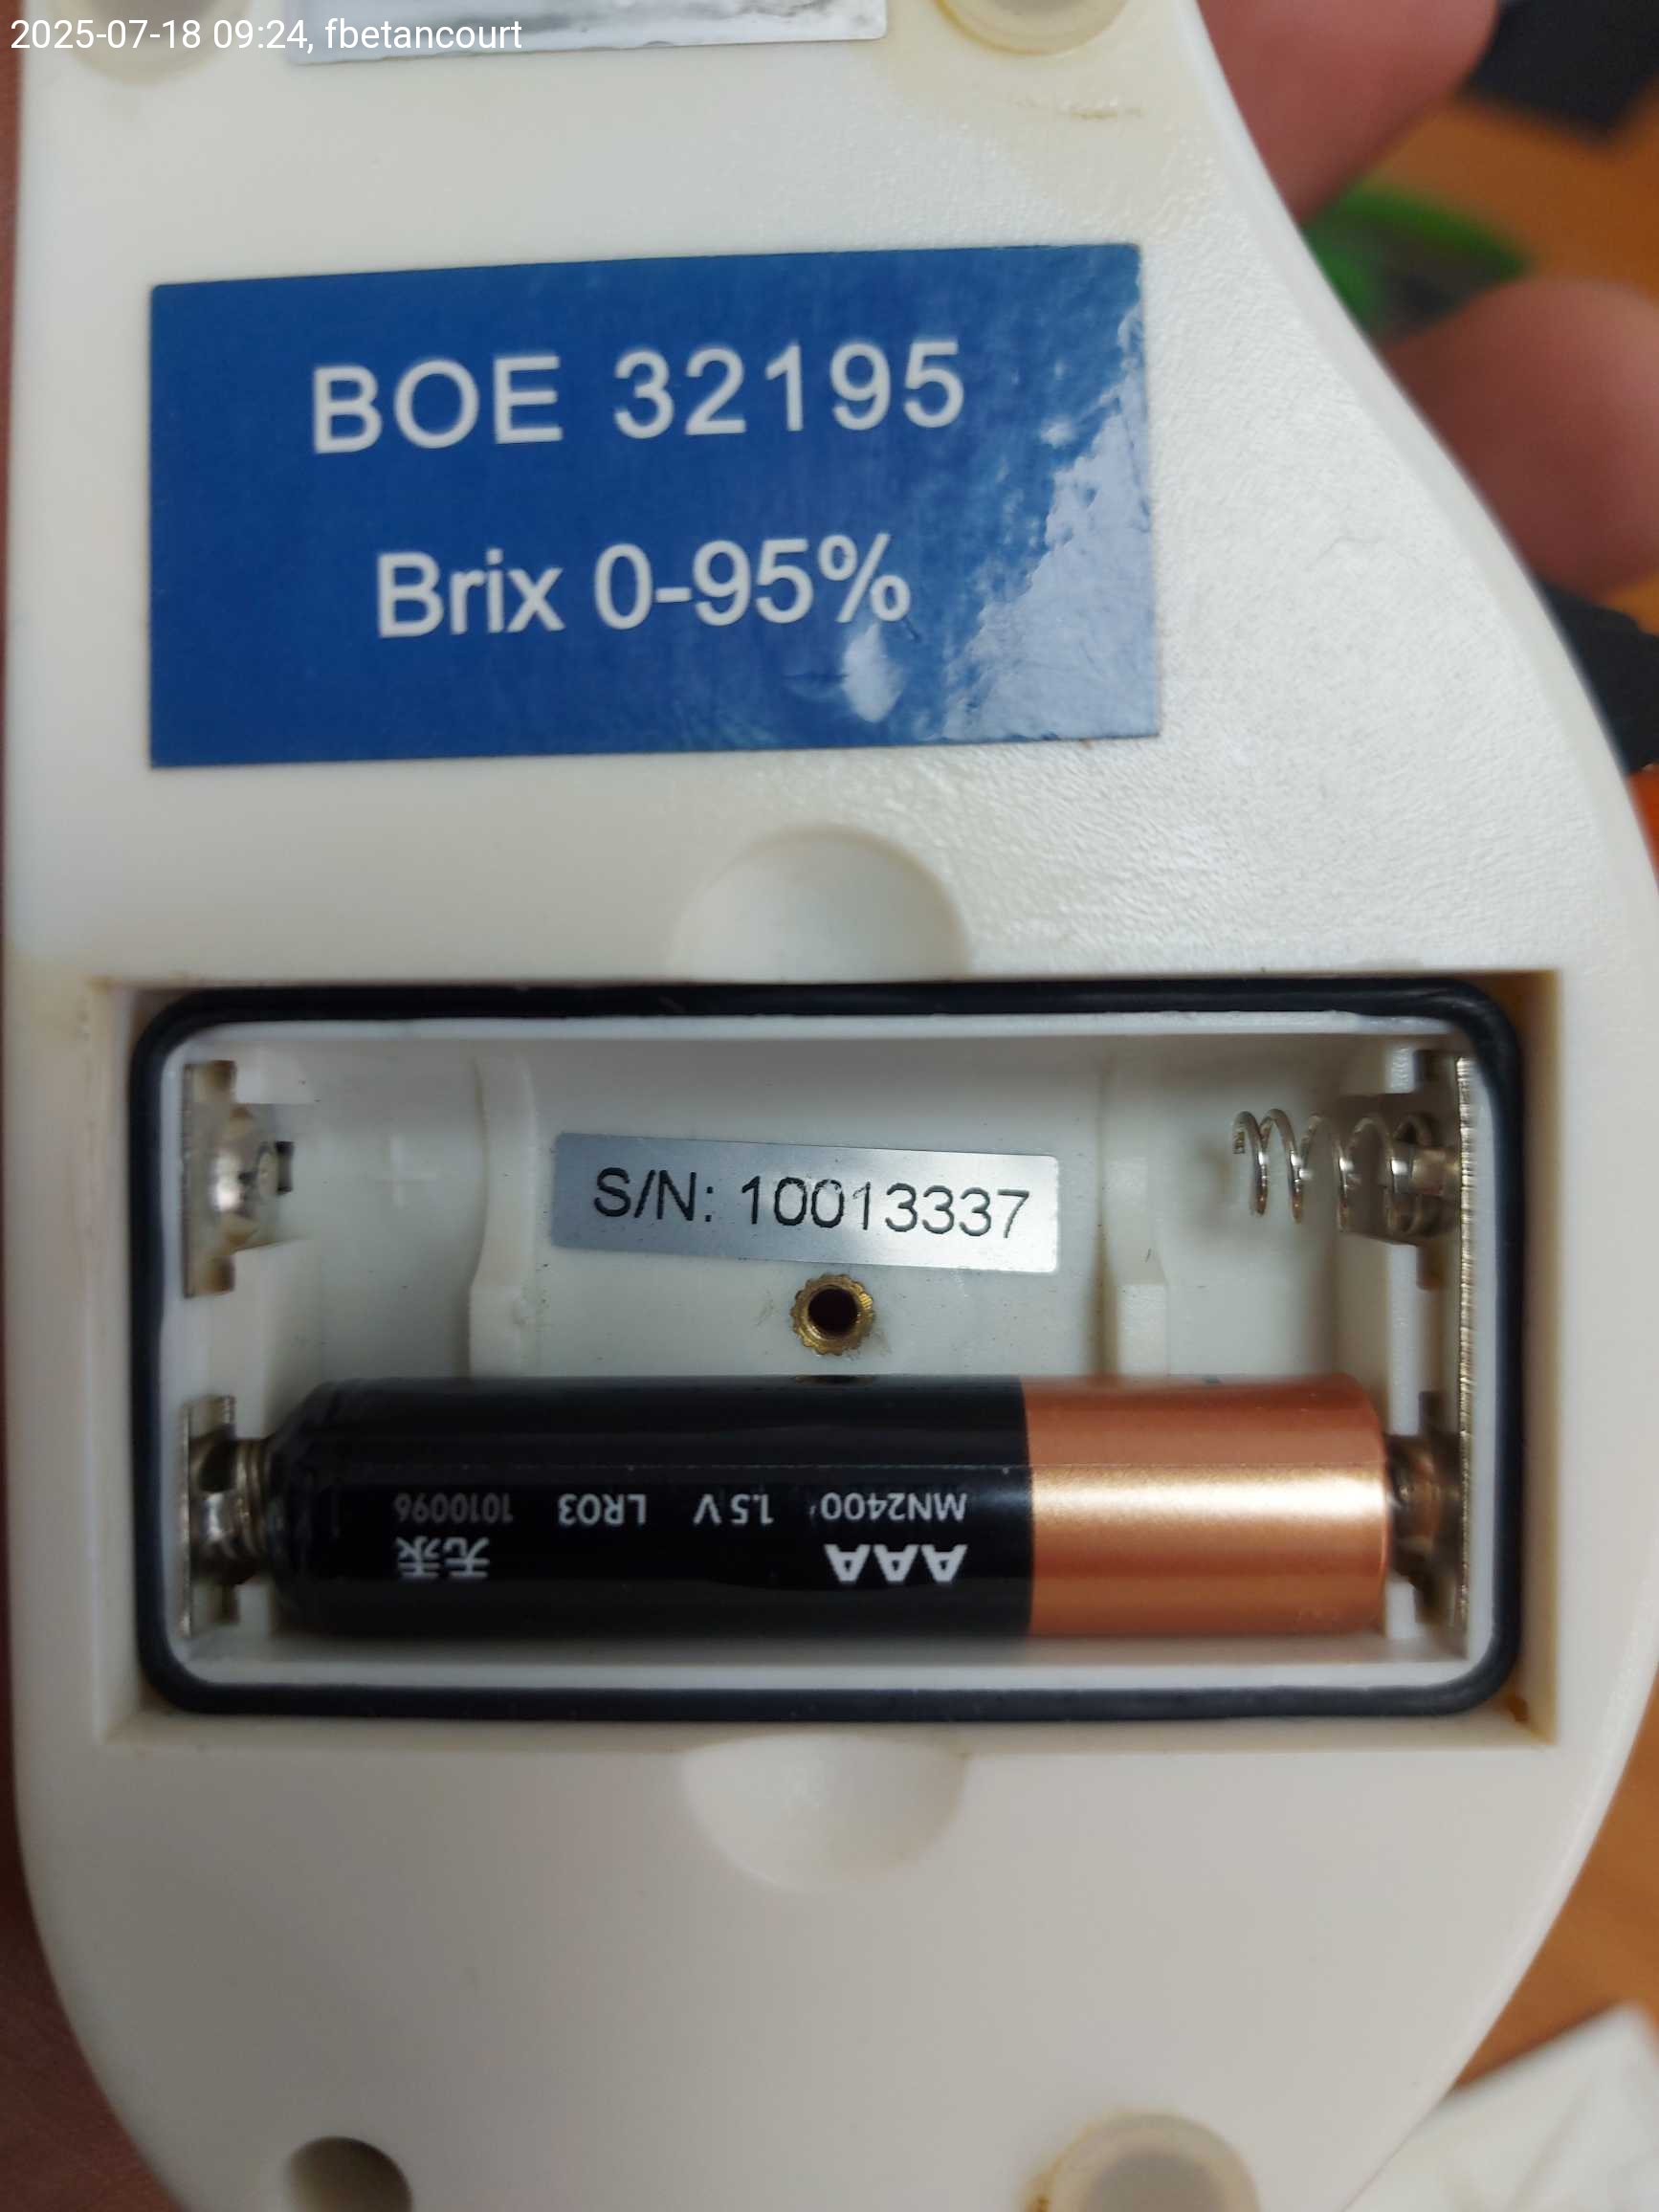 2025-07-18 09:24, fbetancourt
BOE 32195
Brix 0-95%
S/N: 10013337
AAA
无汞
MN2400 1.5 V LR03 1010096